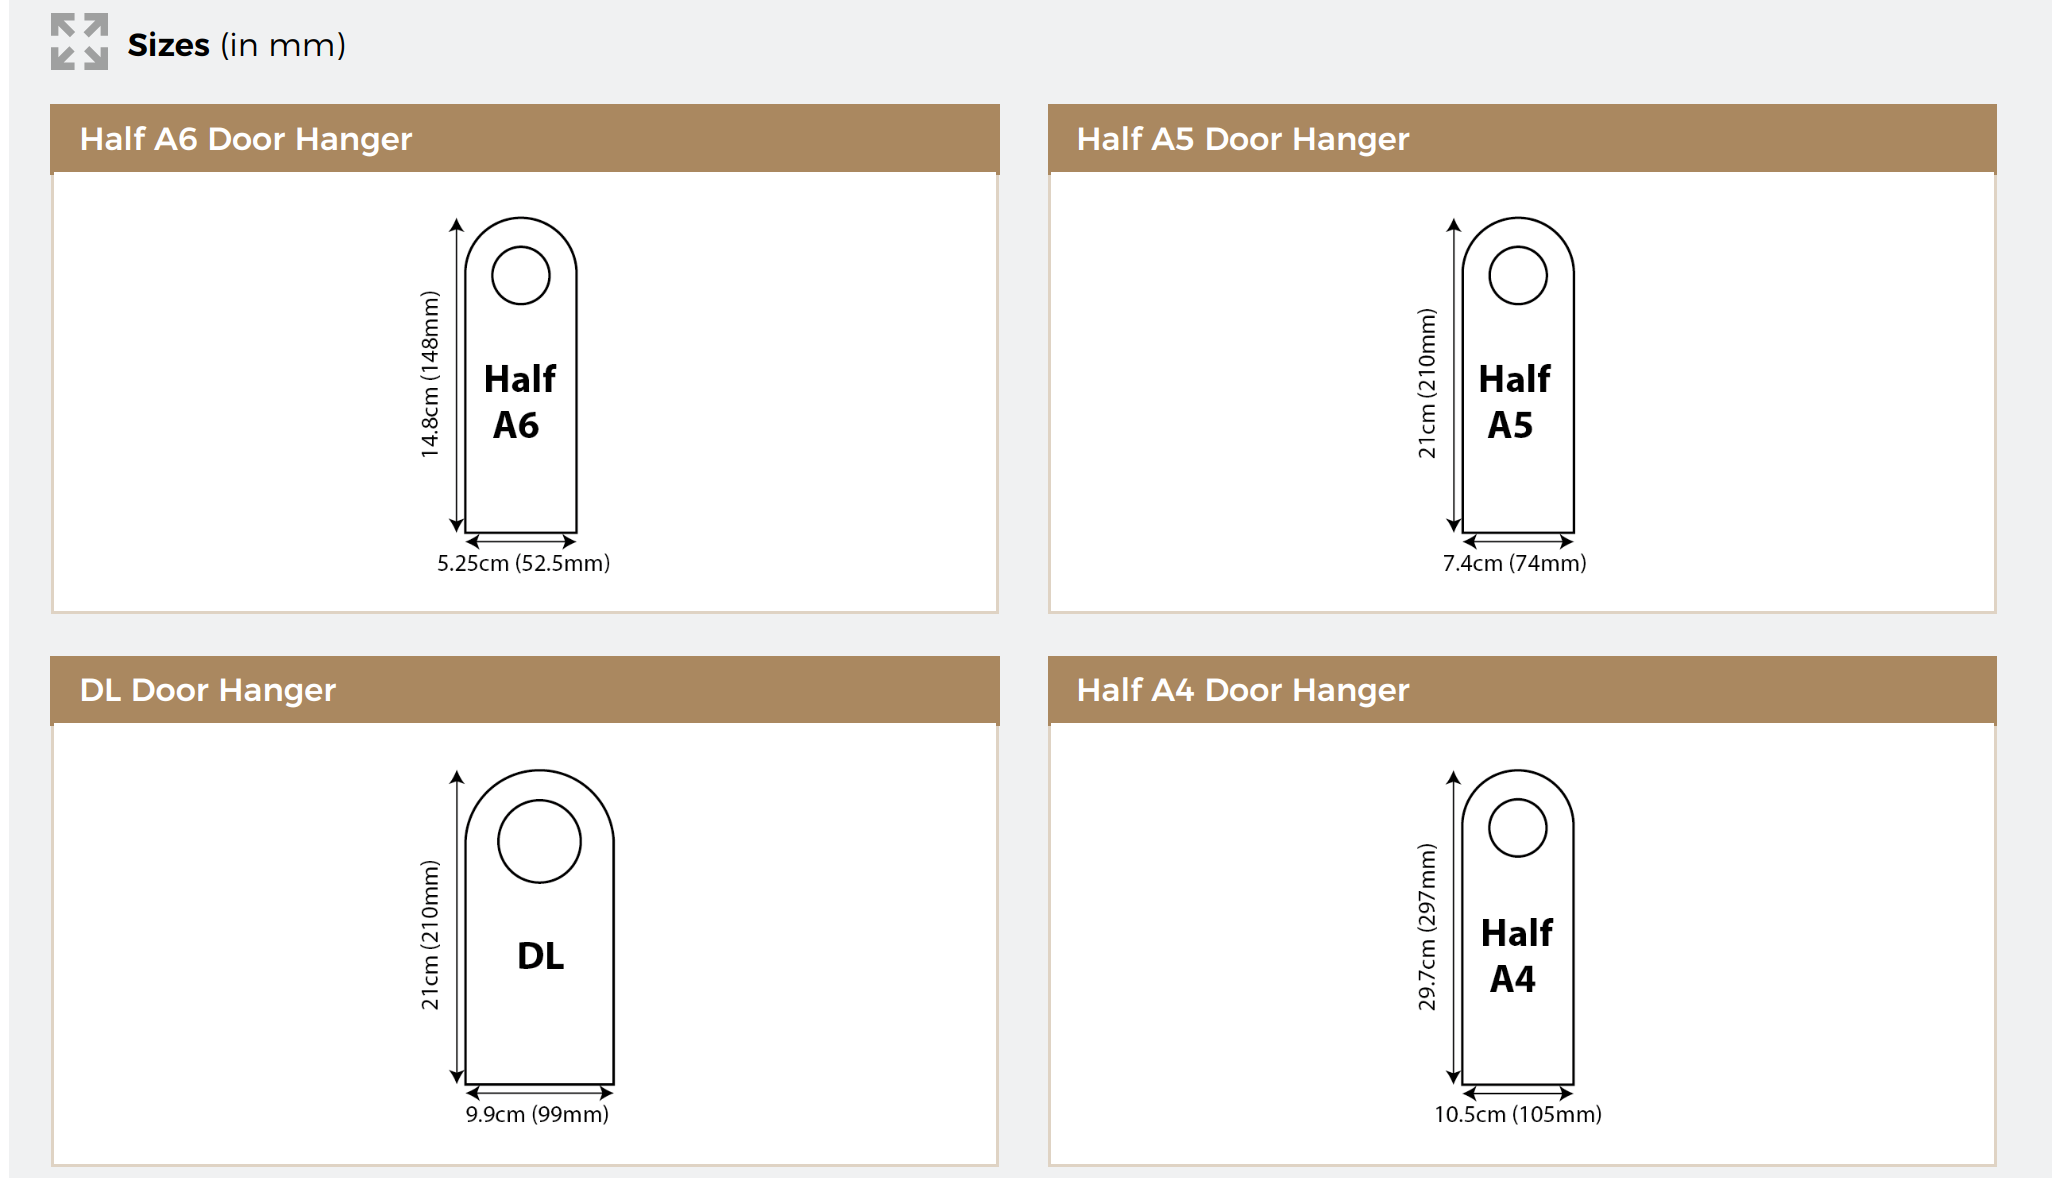 Sizes (in mm)
Half A6 Door Hanger
14.8cm (148mm)
Half
A6
5.25cm (52.5mm)
Half A5 Door Hanger
21cm (210mm)
Half
A5
7.4cm (74mm)
DL Door Hanger
21cm (210mm)
DL
9.9cm (99mm)
Half A4 Door Hanger
29.7cm (297mm)
Half
A4
10.5cm (105mm)